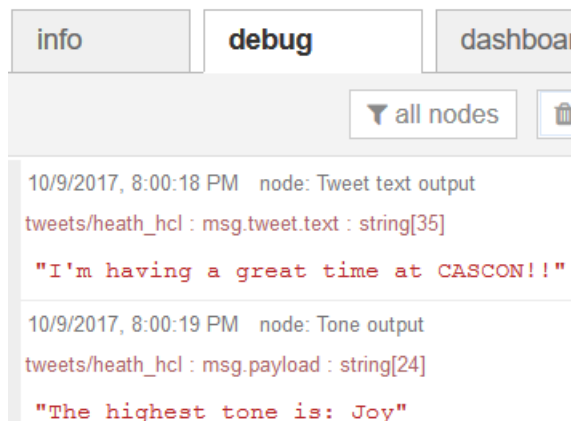 info debug dashboar
all nodes
10/9/2017, 8:00:18 PM node: Tweet text output
tweets/heath_hcl : msg.tweet.text : string[35]
"I'm having a great time at CASCON!!"
10/9/2017, 8:00:19 PM node: Tone output
tweets/heath_hcl : msg.payload : string[24]
"The highest tone is: Joy"